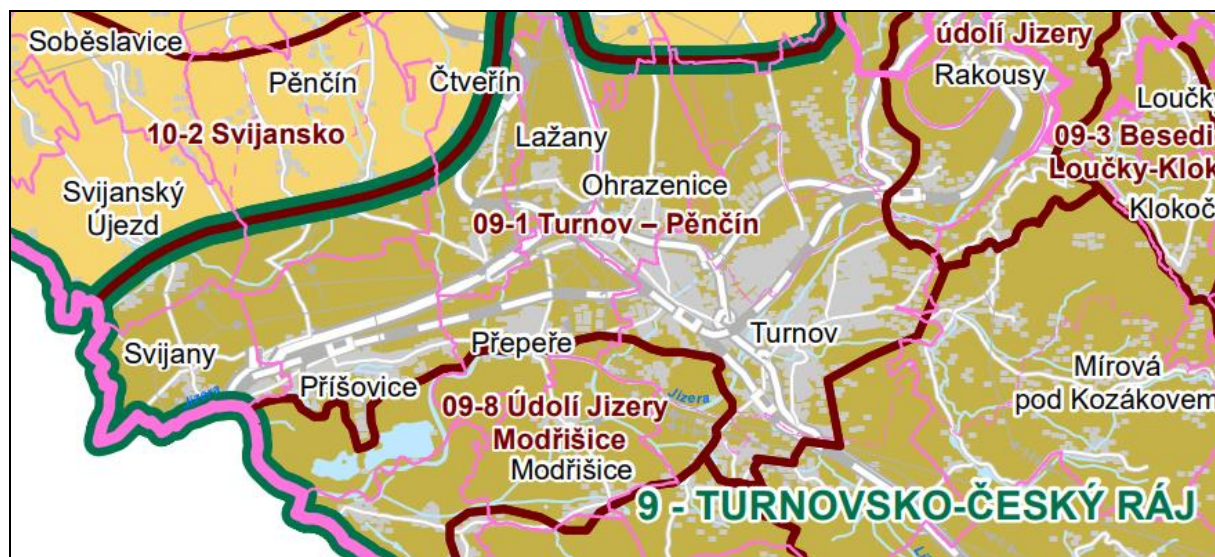 údolí Jizery
Soběslavice
Rakousy
Pěnčín
Čtveřín
Loučky
10-2 Svijansko
Lažany
09-3 Besedi
Loučky-Klok
Svijanský
Újezd
Ohrazenice
Klokoč
09-1 Turnov – Pěnčín
Svijany
Přepeře
Turnov
Příšovice
Mírová
pod Kozákovem
Jizera
Jizera
09-8 Údolí Jizery
Modřišice
Modřišice
9 - TURNOVSKO-ČESKÝ RÁJ